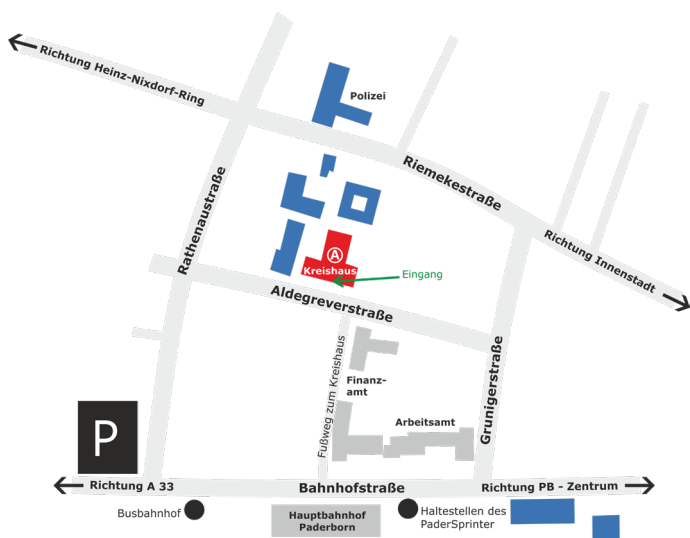 Richtung Heinz-Nixdorf-Ring
Polizei
Riemekestraße
Rathenaustraße
Richtung Innenstadt
A
Kreishaus
Eingang
Aldegreverstraße
Fußweg zum Kreishaus
Grunigerstraße
Finanz-
amt
Arbeitsamt
P
Richtung A 33
Bahnhofstraße
Richtung PB - Zentrum
Busbahnhof
Hauptbahnhof
Paderborn
Haltestellen des
PaderSprinter